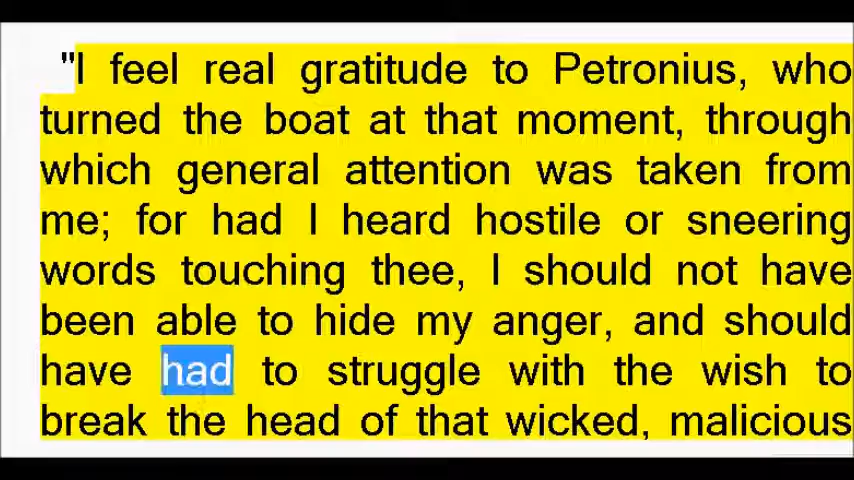 "I feel real gratitude to Petronius, who
turned the boat at that moment, through
which general attention was taken from
me; for had I heard hostile or sneering
words touching thee, I should not have
been able to hide my anger, and should
have had to struggle with the wish to
break the head of that wicked, malicious